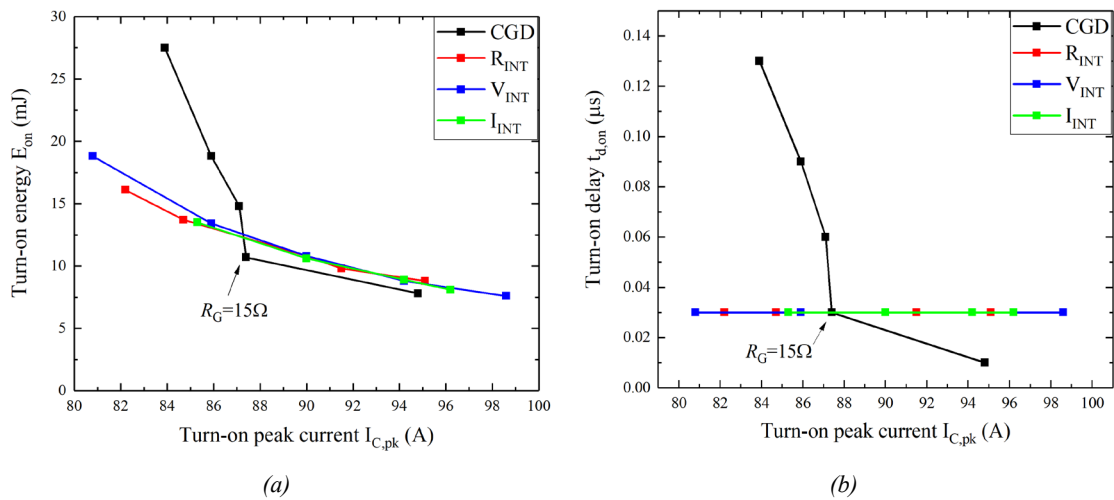 Turn-on energy E_on (mJ)
30
25
20
15
10
5
0
CGD
R_INT
V_INT
I_INT
R_G=15Ω
80 82 84 86 88 90 92 94 96 98 100
Turn-on peak current I_C,pk (A)
(a)
Turn-on delay t_d,on (μs)
0.14
0.12
0.10
0.08
0.06
0.04
0.02
0.00
CGD
R_INT
V_INT
I_INT
R_G=15Ω
80 82 84 86 88 90 92 94 96 98 100
Turn-on peak current I_C,pk (A)
(b)